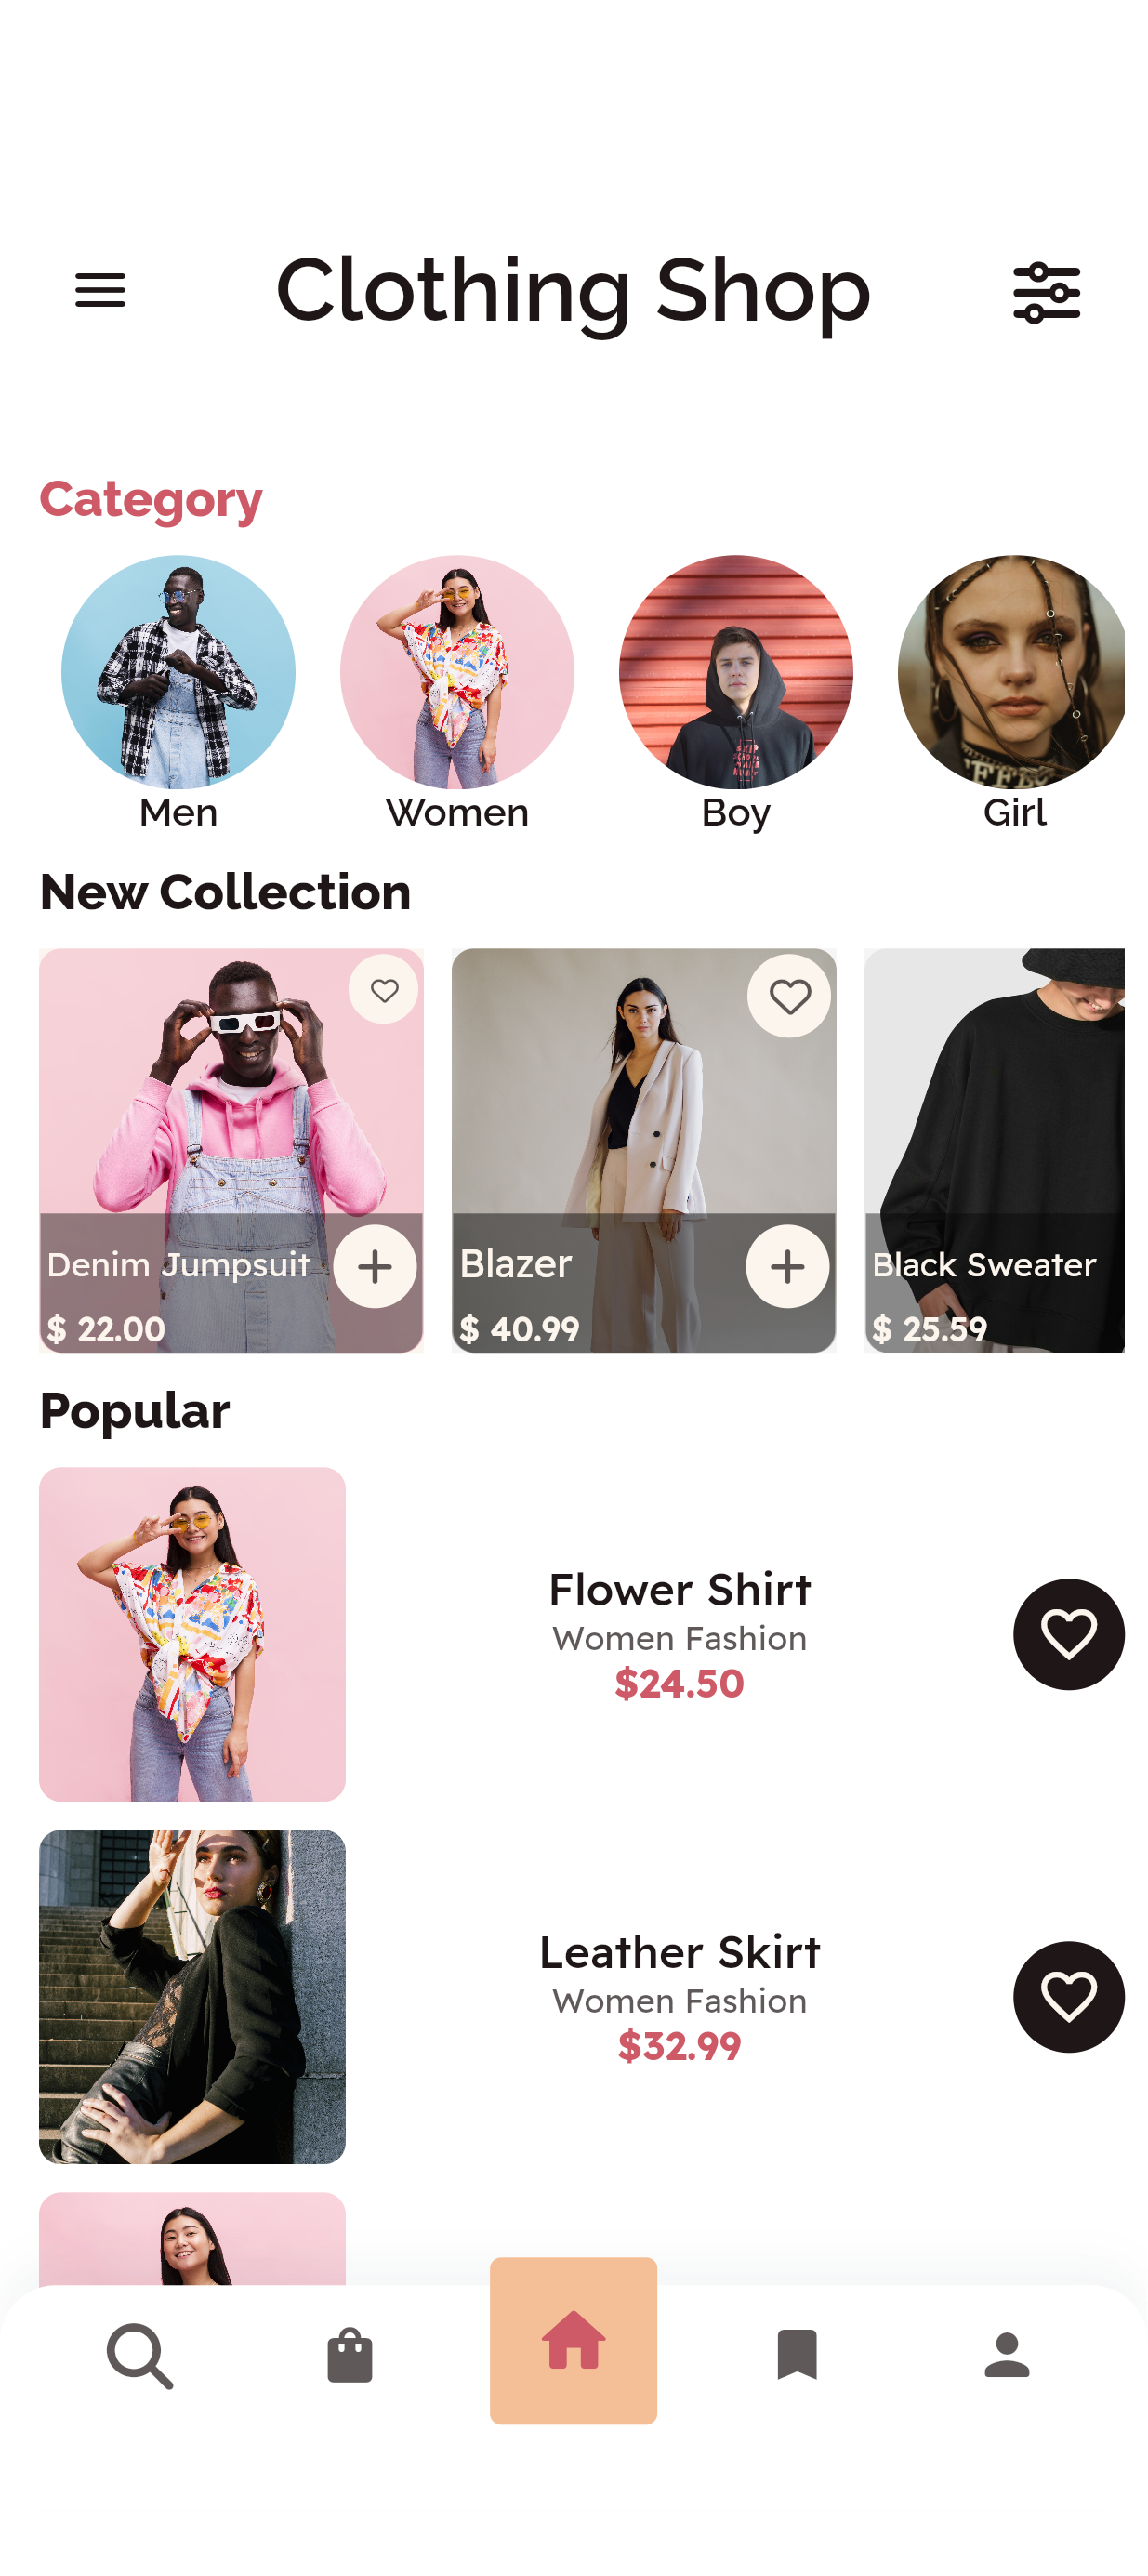 Clothing Shop
Category
Men
Women
Boy
Girl
New Collection
Denim Jumpsuit
$ 22.00
Blazer
$ 40.99
Black Sweater
$ 25.59
Popular
Flower Shirt
Women Fashion
$24.50
Leather Skirt
Women Fashion
$32.99